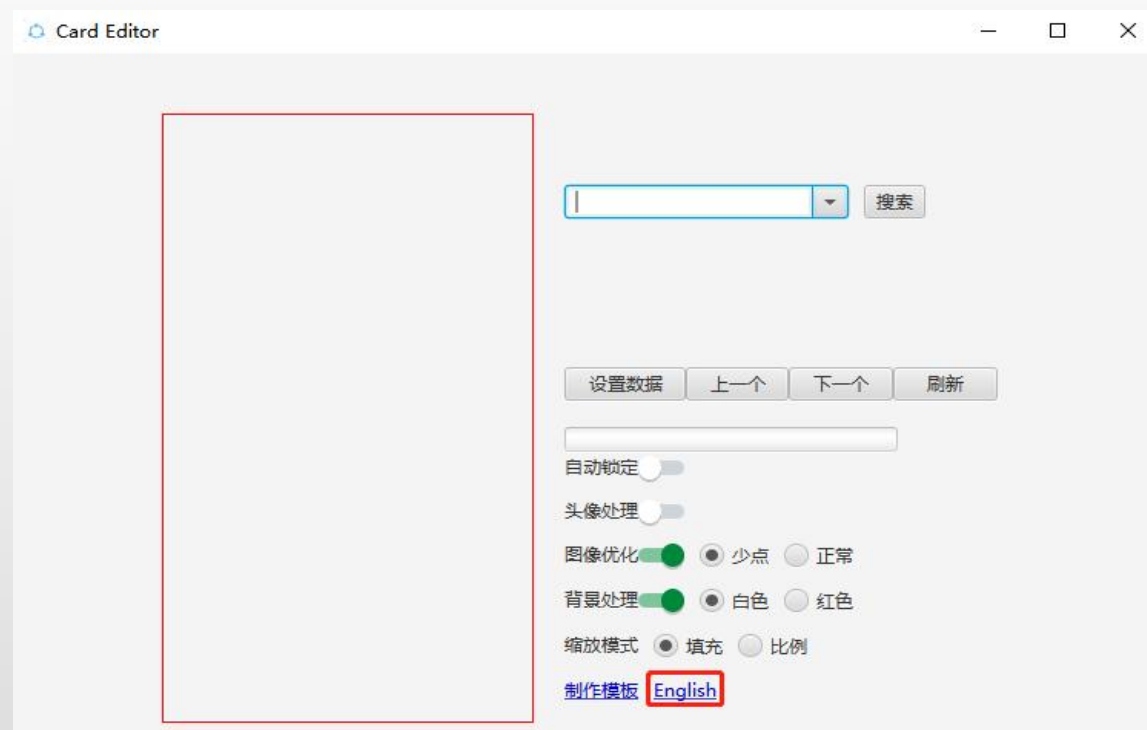 Card Editor
搜索
设置数据 上一个 下一个 刷新
自动锁定
头像处理
图像优化 少点 正常
背景处理 白色 红色
缩放模式 填充 比例
制作模板 English